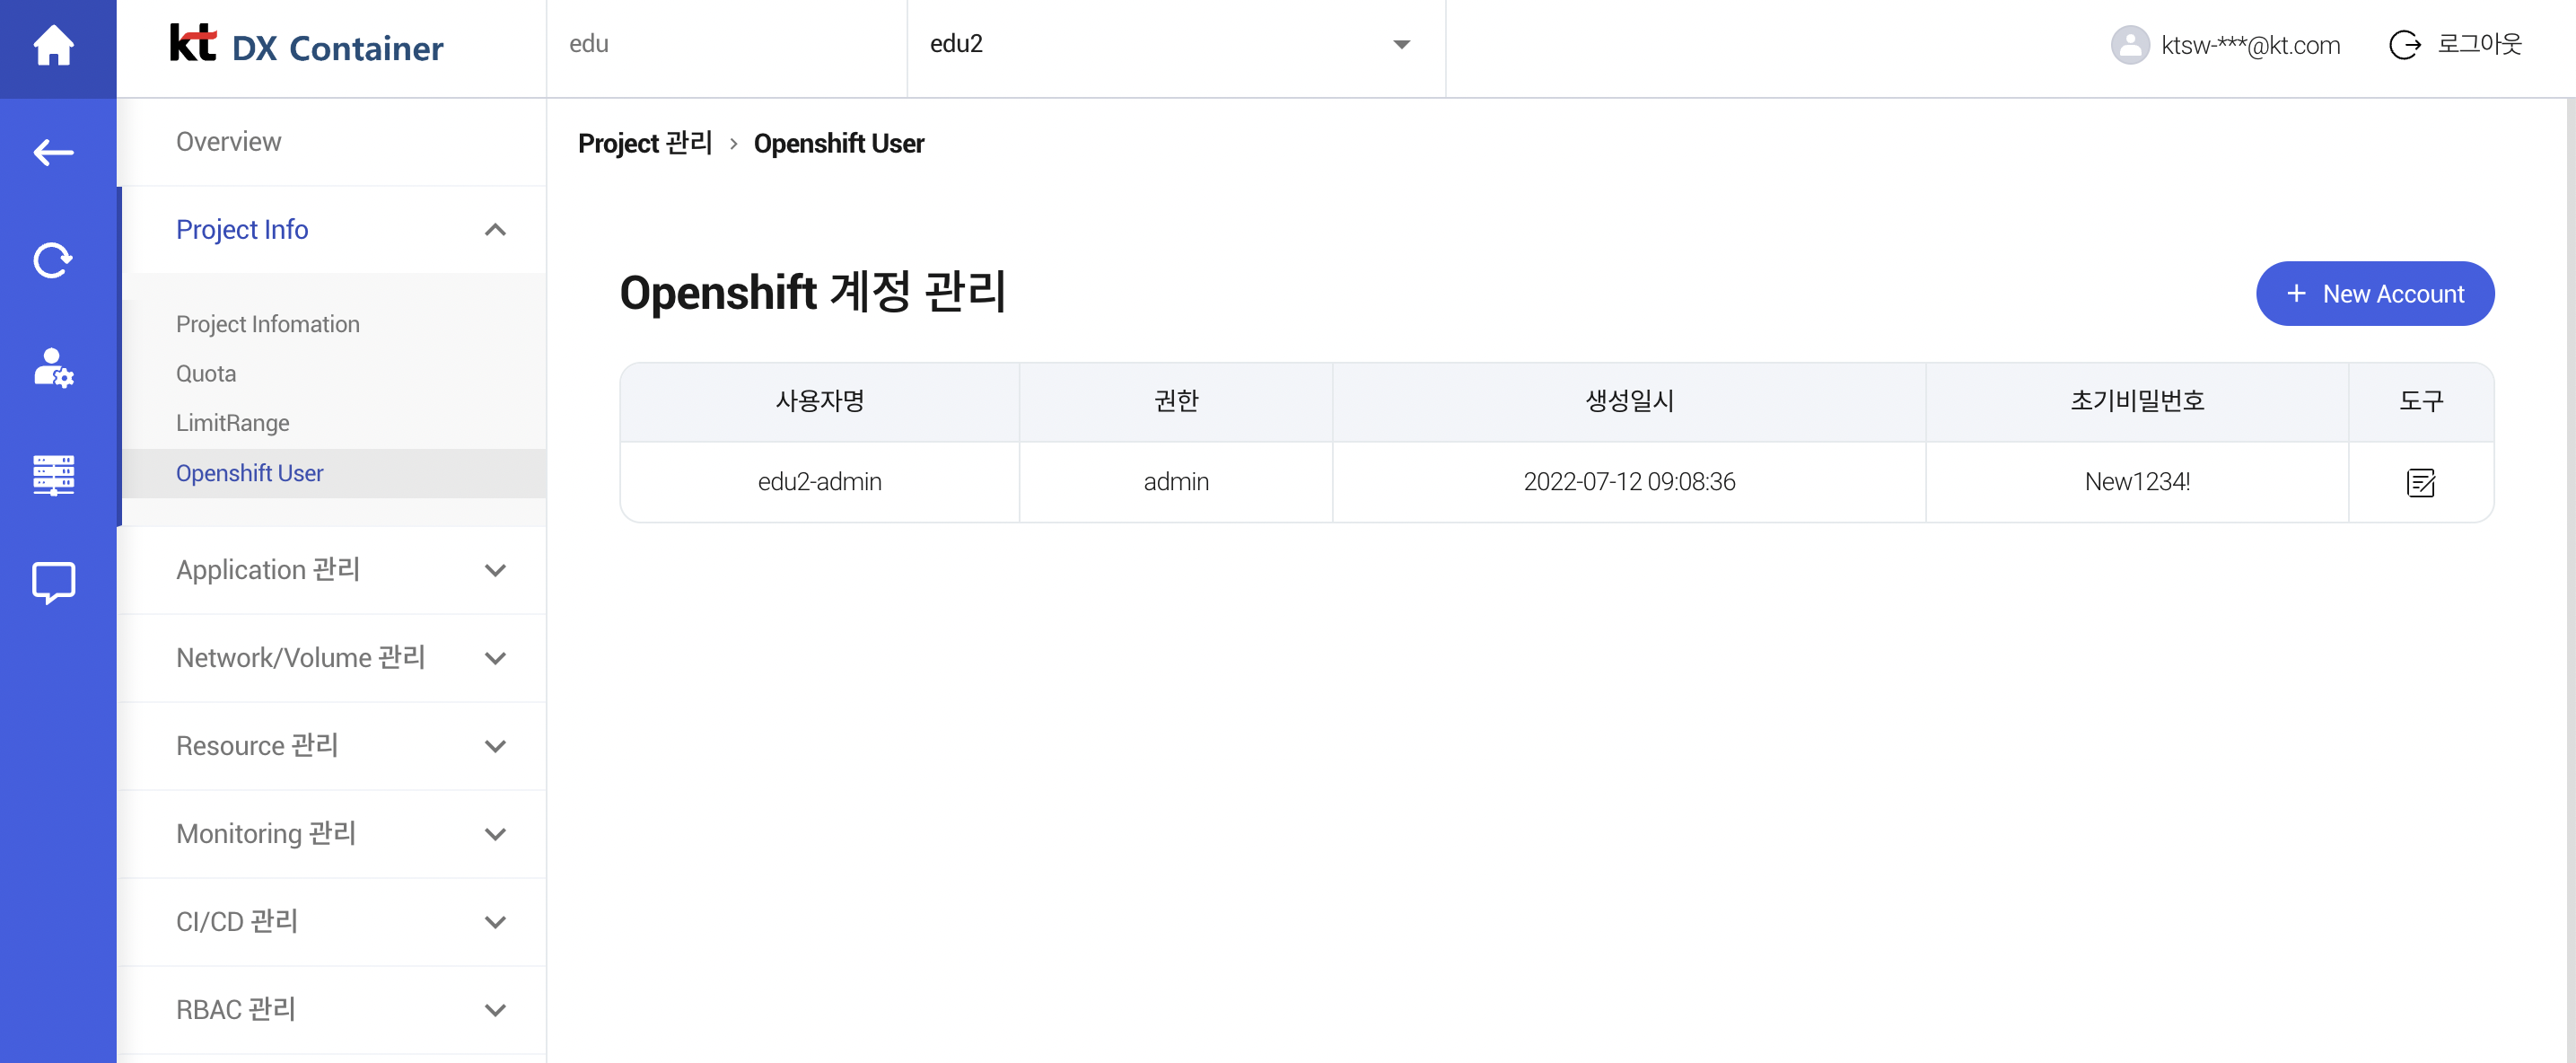 kt DX Container
edu
edu2
ktsw-***@kt.com
로그아웃
Overview
Project Info
Project Infomation
Quota
LimitRange
Openshift User
Application 관리
Network/Volume 관리
Resource 관리
Monitoring 관리
CI/CD 관리
RBAC 관리
Project 관리 › Openshift User
Openshift 계정 관리
+ New Account
사용자명 권한 생성일시 초기비밀번호 도구
edu2-admin admin 2022-07-12 09:08:36 New1234!